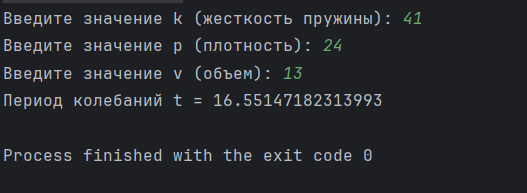 Введите значение k (жесткость пружины): 41
Введите значение p (плотность): 24
Введите значение v (объем): 13
Период колебаний t = 16.55147182313993
Process finished with the exit code 0